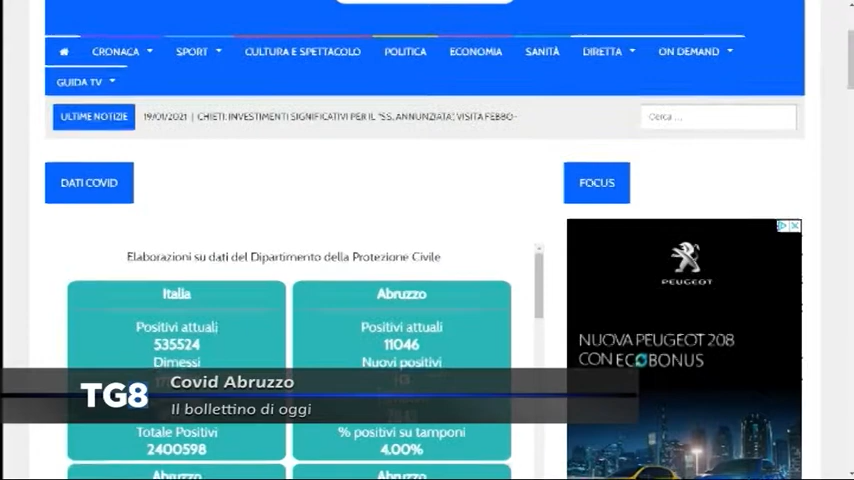 CRONACA
SPORT
CULTURA E SPETTACOLO
POLITICA
ECONOMIA
SANITÀ
DIRETTA
ON DEMAND
GUIDA TV
ULTIME NOTIZIE
19/01/2021 | CHIETI: INVESTIMENTI SIGNIFICATIVI PER IL "S.S. ANNUNZIATA", VISITA FEBBO-
Cerca ...
DATI COVID
FOCUS
Elaborazioni su dati del Dipartimento della Protezione Civile
Italia
Positivi attuali
535524
Dimessi
Totale Positivi
2400598
Abruzzo
Positivi attuali
11046
Nuovi positivi
% positivi su tamponi
4.00%
Abruzzo
Abruzzo
PEUGEOT
NUOVA PEUGEOT 208
CON ECOBONUS
TG8
Covid Abruzzo
Il bollettino di oggi